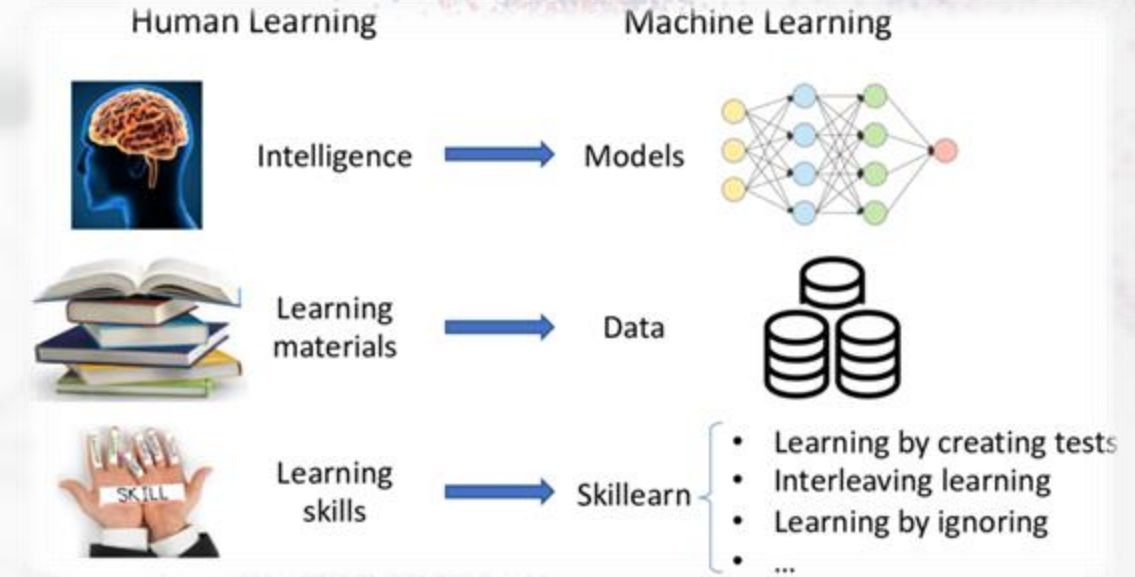 Human Learning
Machine Learning
Intelligence
Models
Learning
materials
Data
SKILL
Learning
skills
Skillearn
• Learning by creating tests
• Interleaving learning
• Learning by ignoring
• ...